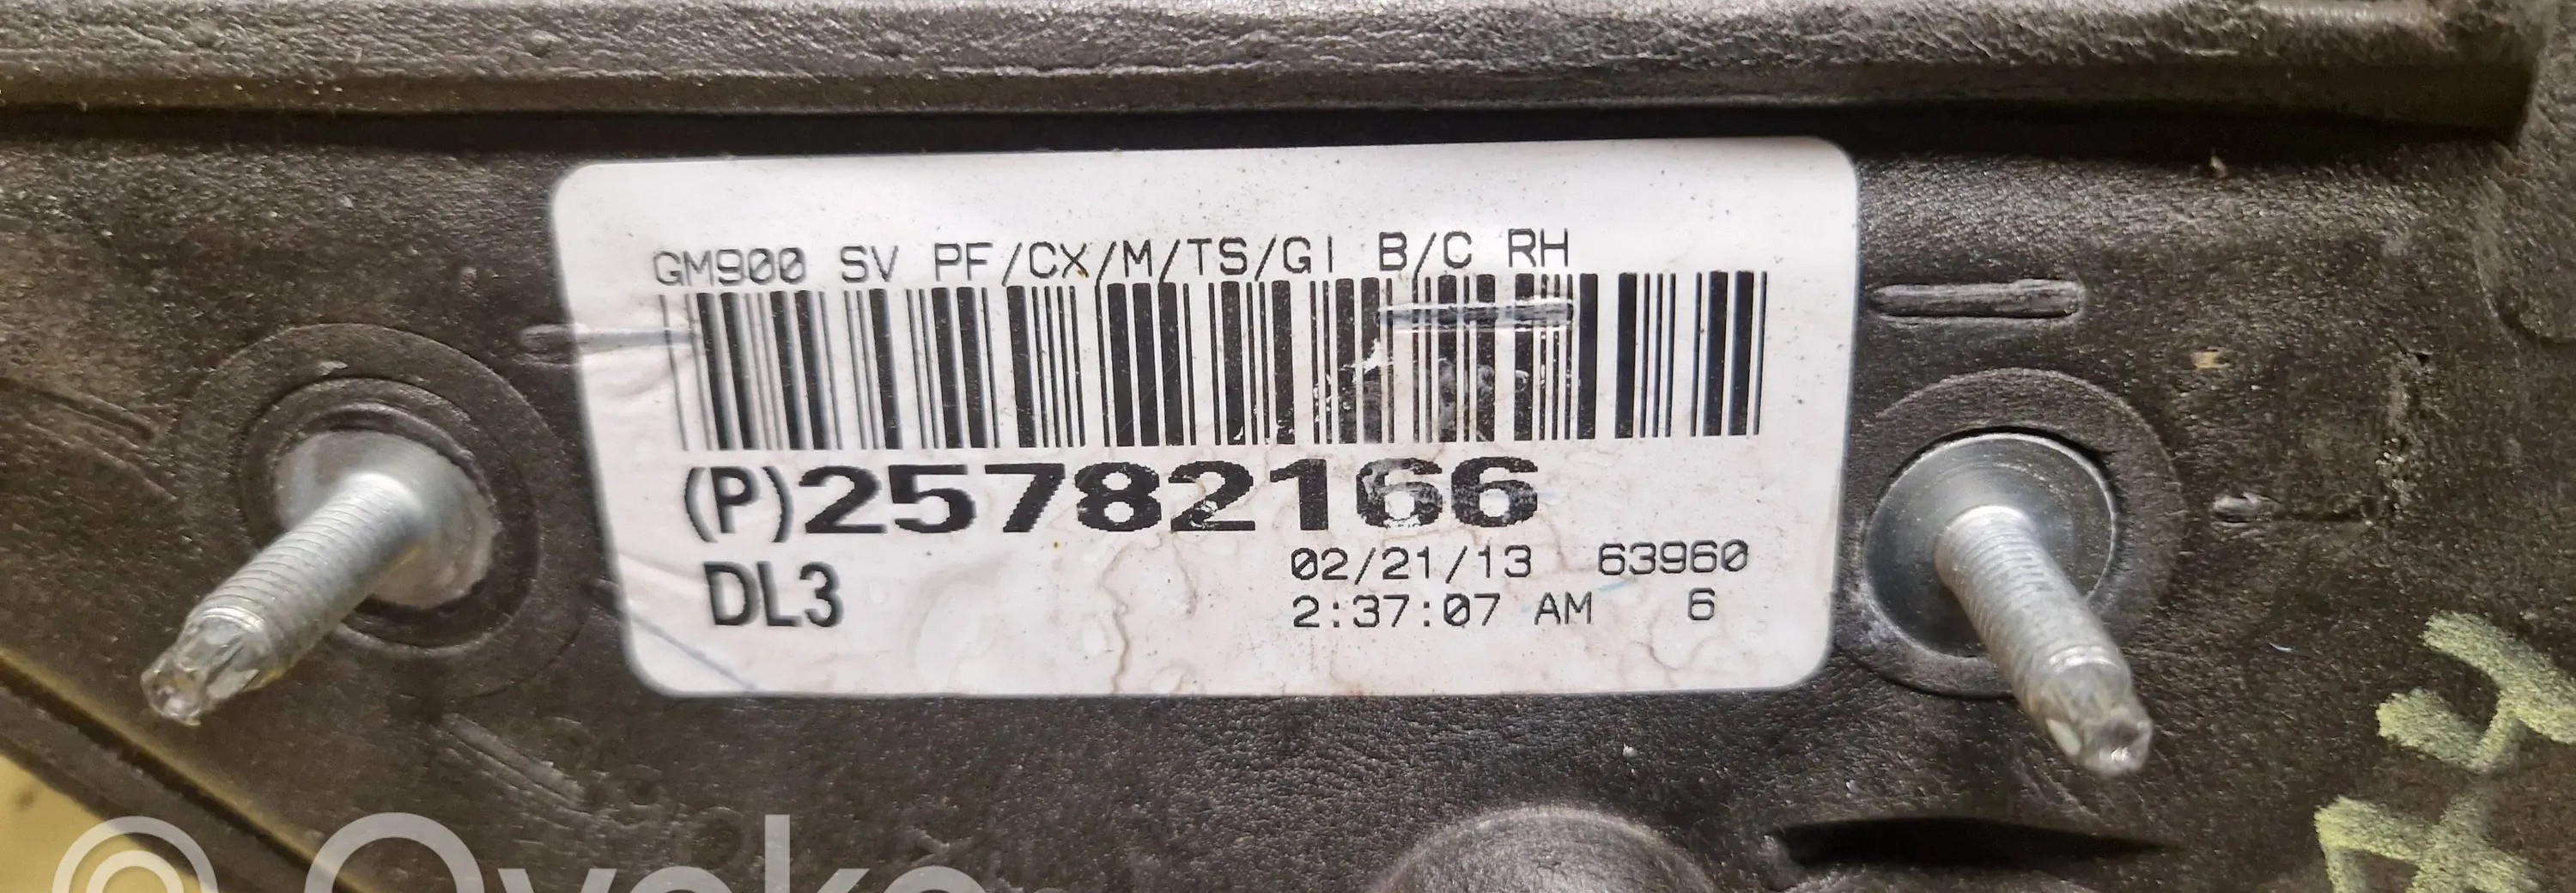 GM900 SV PF/CX/M/TS/GI B/C RH
(P)25782166
DL3
02/21/13 63960
2:37:07 AM 6